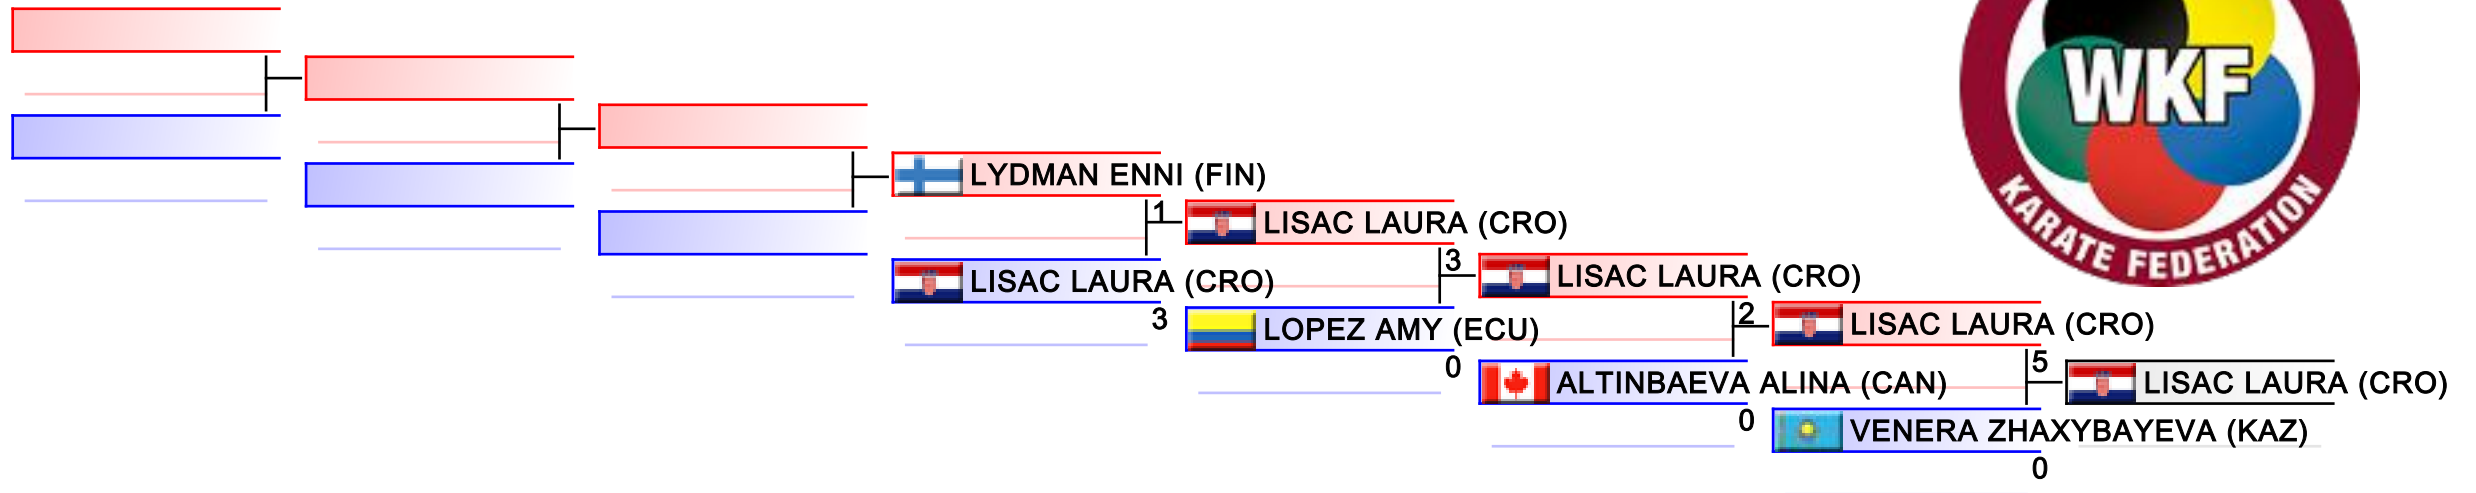 WKF
KARATE FEDERATION
LYDMAN ENNI (FIN)
1
LISAC LAURA (CRO)
LISAC LAURA (CRO)
3
3
LISAC LAURA (CRO)
LOPEZ AMY (ECU)
0
2
LISAC LAURA (CRO)
ALTINBAEVA ALINA (CAN)
0
5
LISAC LAURA (CRO)
VENERA ZHAXYBAYEVA (KAZ)
0